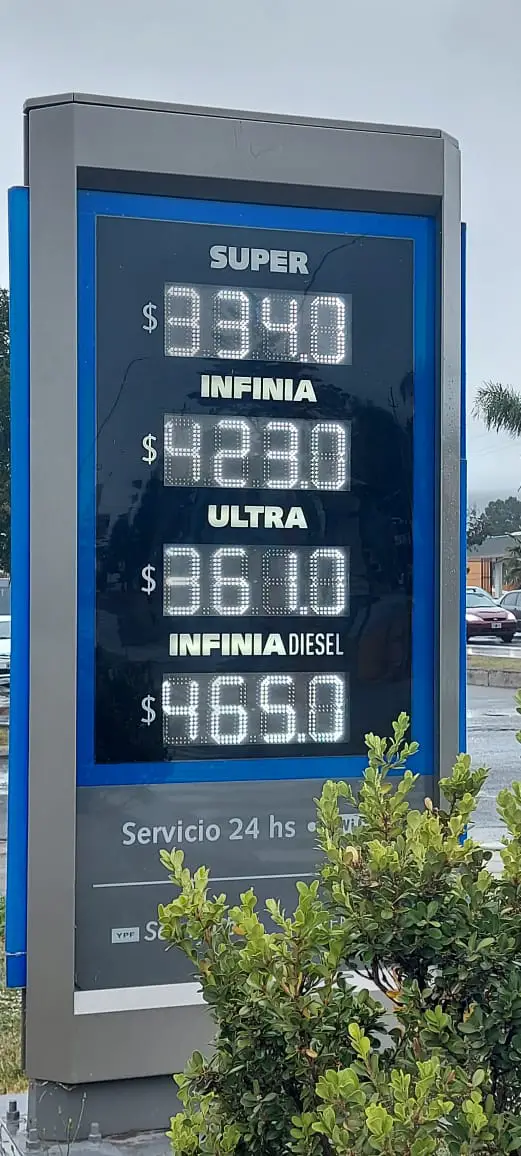 SUPER
$ 334.0
INFINIA
$ 423.0
ULTRA
$ 361.0
INFINIA DIESEL
$ 465.0
Servicio 24 hs •
YPF